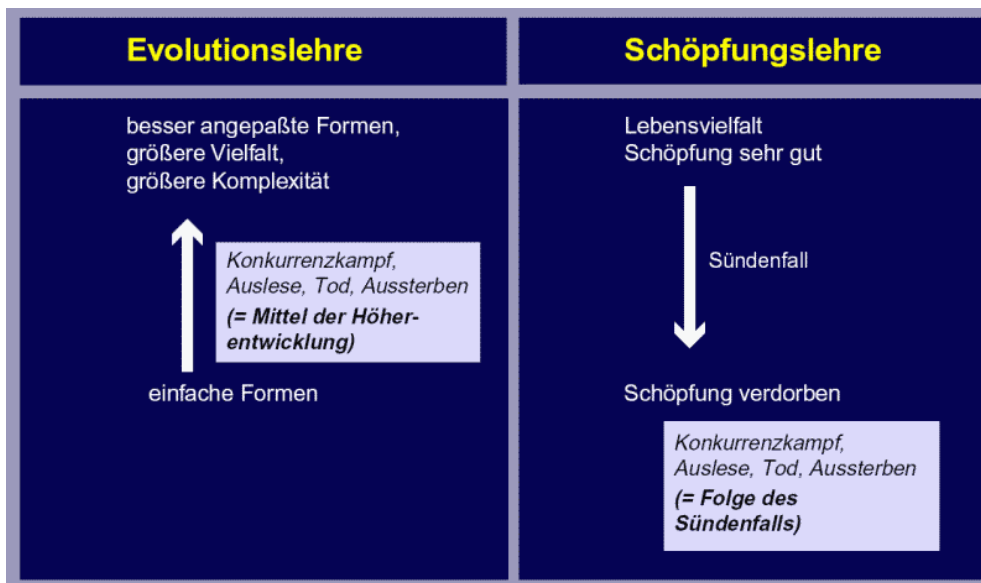 Evolutionslehre
besser angepaßte Formen,
größere Vielfalt,
größere Komplexität
Konkurrenzkampf,
Auslese, Tod, Aussterben
(= Mittel der Höher-
entwicklung)
einfache Formen
Schöpfungslehre
Lebensvielfalt
Schöpfung sehr gut
Sündenfall
Schöpfung verdorben
Konkurrenzkampf,
Auslese, Tod, Aussterben
(= Folge des
Sündenfalls)